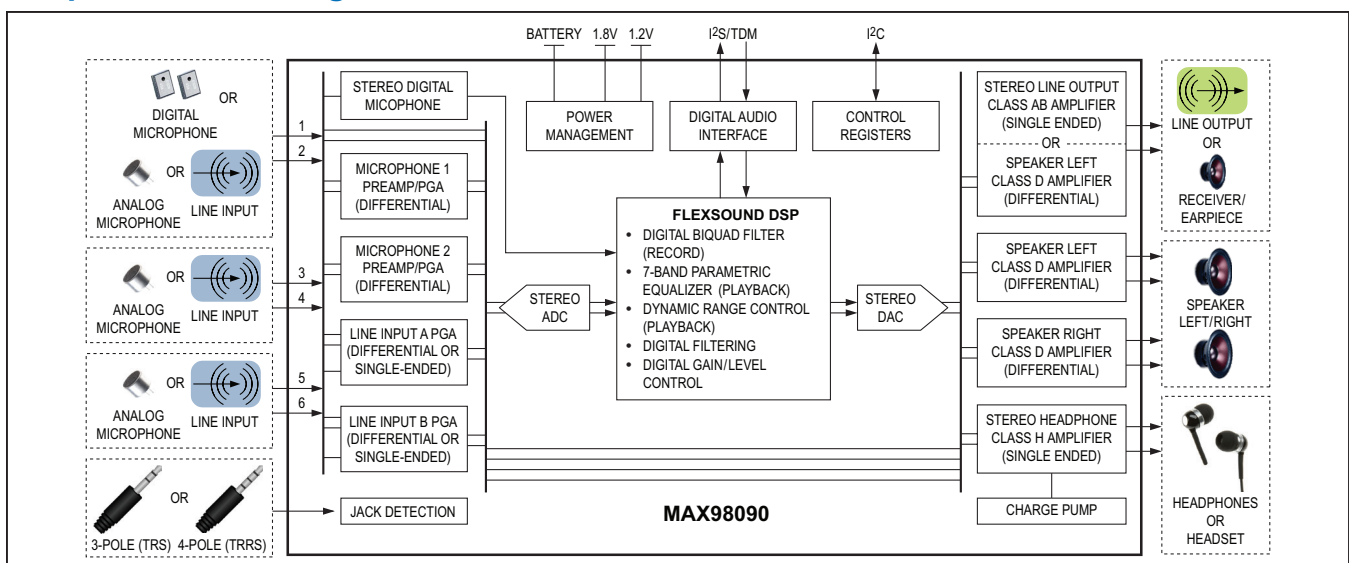 BATTERY 1.8V 1.2V I2S/TDM I2C
OR
DIGITAL
MICROPHONE
1
2
OR
ANALOG
MICROPHONE
LINE INPUT
OR
ANALOG
MICROPHONE
LINE INPUT
3
4
OR
ANALOG
MICROPHONE
LINE INPUT
5
6
OR
3-POLE (TRS) 4-POLE (TRRS)
STEREO DIGITAL
MICOPHONE
MICROPHONE 1
PREAMP/PGA
(DIFFERENTIAL)
MICROPHONE 2
PREAMP/PGA
(DIFFERENTIAL)
LINE INPUT A PGA
(DIFFERENTIAL OR
SINGLE-ENDED)
LINE INPUT B PGA
(DIFFERENTIAL OR
SINGLE-ENDED)
JACK DETECTION
POWER
MANAGEMENT
DIGITAL AUDIO
INTERFACE
CONTROL
REGISTERS
STEREO
ADC
FLEXSOUND DSP
• DIGITAL BIQUAD FILTER
(RECORD)
• 7-BAND PARAMETRIC
EQUALIZER (PLAYBACK)
• DYNAMIC RANGE CONTROL
(PLAYBACK)
• DIGITAL FILTERING
• DIGITAL GAIN/LEVEL
CONTROL
STEREO
DAC
MAX98090
STEREO LINE OUTPUT
CLASS AB AMPLIFIER
(SINGLE ENDED)
OR
SPEAKER LEFT
CLASS D AMPLIFIER
(DIFFERENTIAL)
SPEAKER LEFT
CLASS D AMPLIFIER
(DIFFERENTIAL)
SPEAKER RIGHT
CLASS D AMPLIFIER
(DIFFERENTIAL)
STEREO HEADPHONE
CLASS H AMPLIFIER
(SINGLE ENDED)
CHARGE PUMP
LINE OUTPUT
OR
RECEIVER/
EARPIECE
SPEAKER
LEFT/RIGHT
HEADPHONES
OR
HEADSET